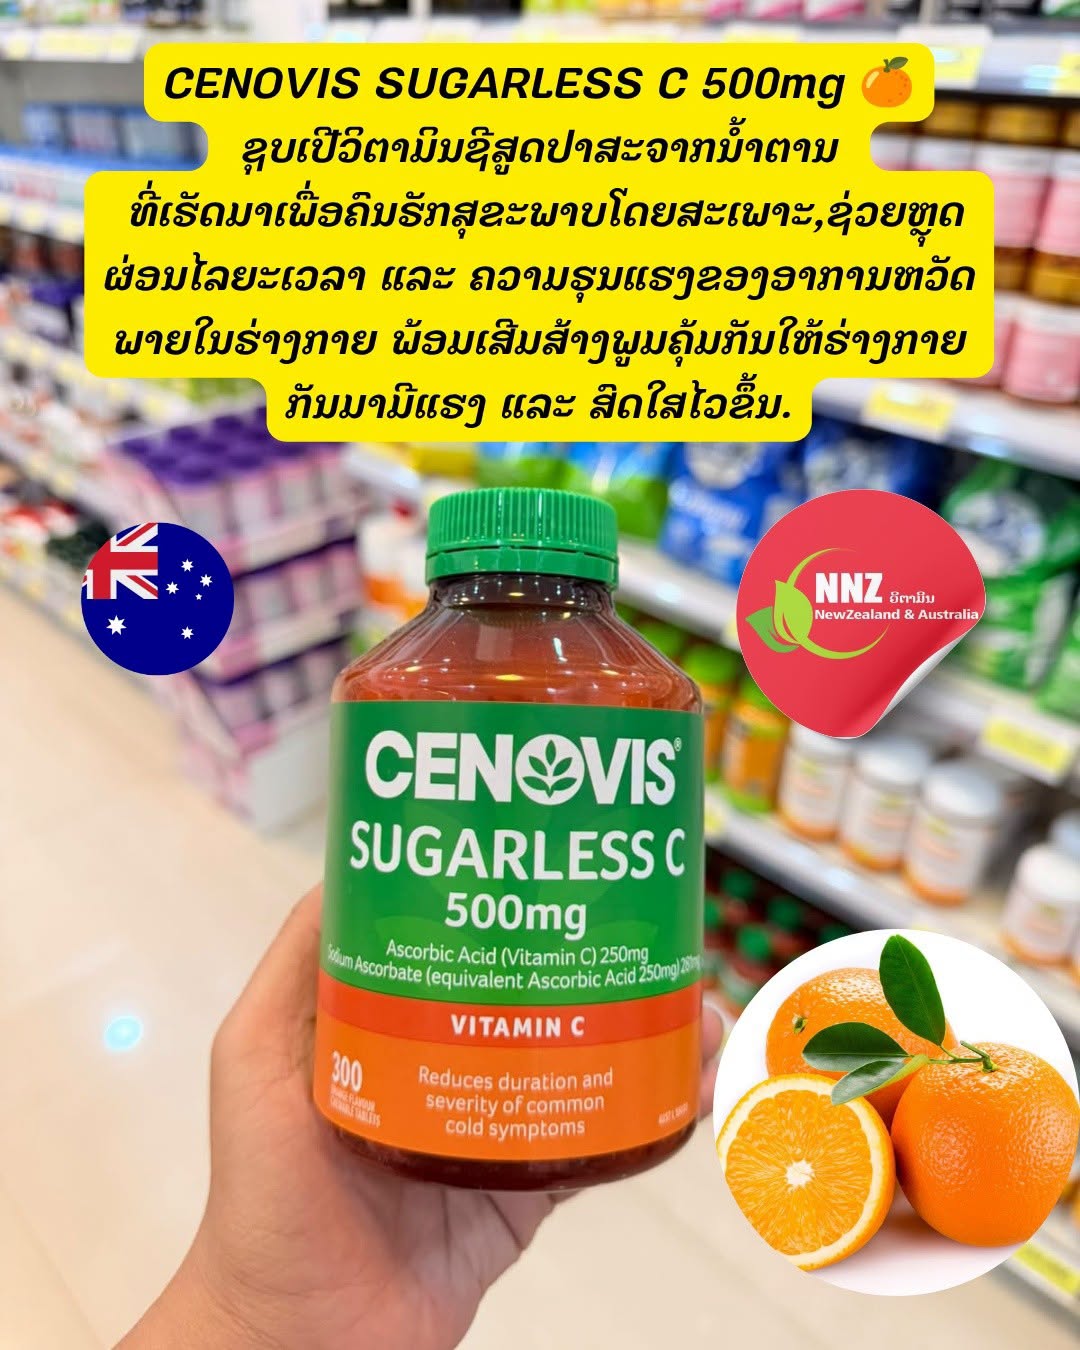 CENOVIS SUGARLESS C 500mg 🍊
ຊຸບເປີວິຕາມິນຊີສູດປາສະຈາກນ້ຳຕານ
ທີ່ເຮັດມາເພື່ອຄົນຮັກສຸຂະພາບໂດຍສະເພາະ,ຊ່ວຍຫຼຸດ
ຜ່ອນໄລຍະເວລາ ແລະ ຄວາມຮຸນແຮງຂອງອາການຫວັດ
ພາຍໃນຮ່າງກາຍ ພ້ອມເສີມສ້າງພູມຄຸ້ມກັນໃຫ້ຮ່າງກາຍ
ກັນມາມີແຮງ ແລະ ສົດໃສໄວຂຶ້ນ.
NNZ ວິຕາມິນ
NewZealand & Australia
CENOVIS®
SUGARLESS C
500mg
Ascorbic Acid (Vitamin C) 250mg
Sodium Ascorbate (equivalent Ascorbic Acid 250mg) 281mg
VITAMIN C
300
ORANGE FLAVOUR
CHEWABLE TABLETS
Reduces duration and
severity of common
cold symptoms